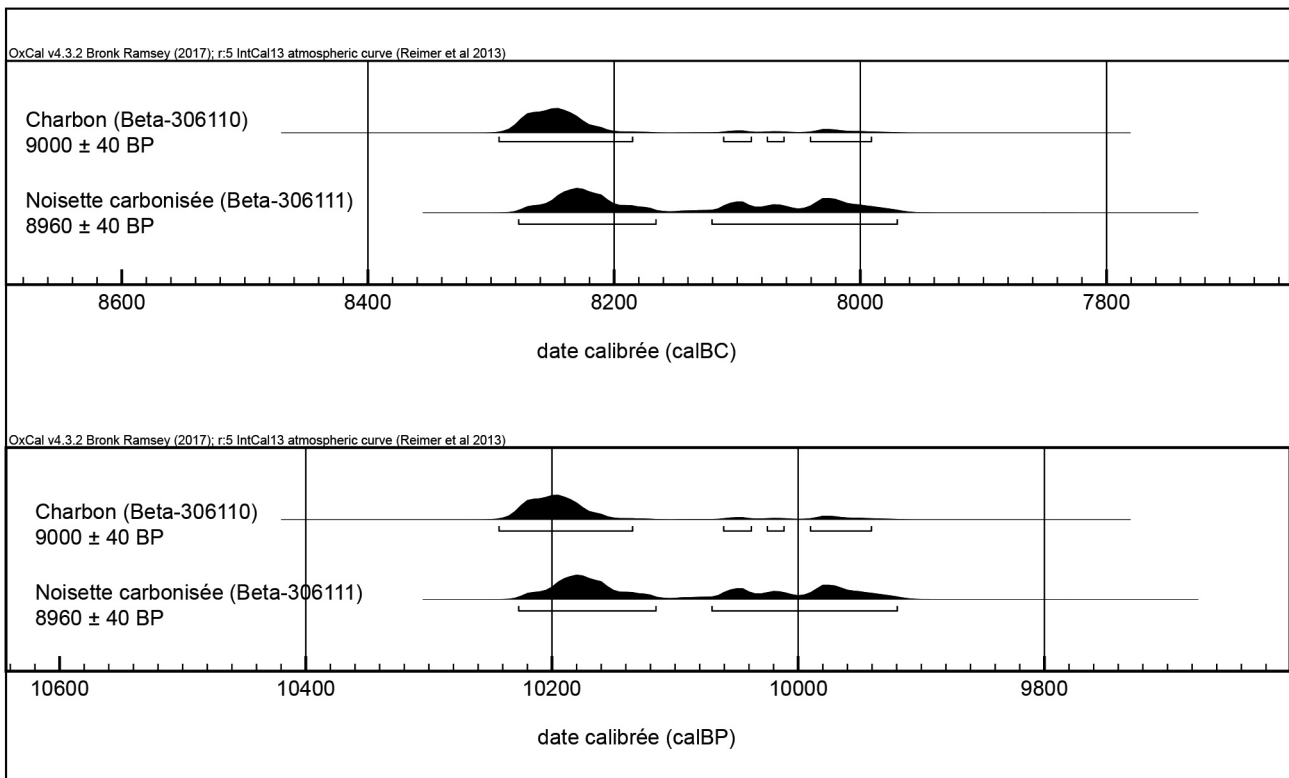 OxCal v4.3.2 Bronk Ramsey (2017); r:5 IntCal13 atmospheric curve (Reimer et al 2013)
Charbon (Beta-306110)
9000 ± 40 BP
Noisette carbonisée (Beta-306111)
8960 ± 40 BP
8600 8400 8200 8000 7800
date calibrée (calBC)
OxCal v4.3.2 Bronk Ramsey (2017); r:5 IntCal13 atmospheric curve (Reimer et al 2013)
Charbon (Beta-306110)
9000 ± 40 BP
Noisette carbonisée (Beta-306111)
8960 ± 40 BP
10600 10400 10200 10000 9800
date calibrée (calBP)